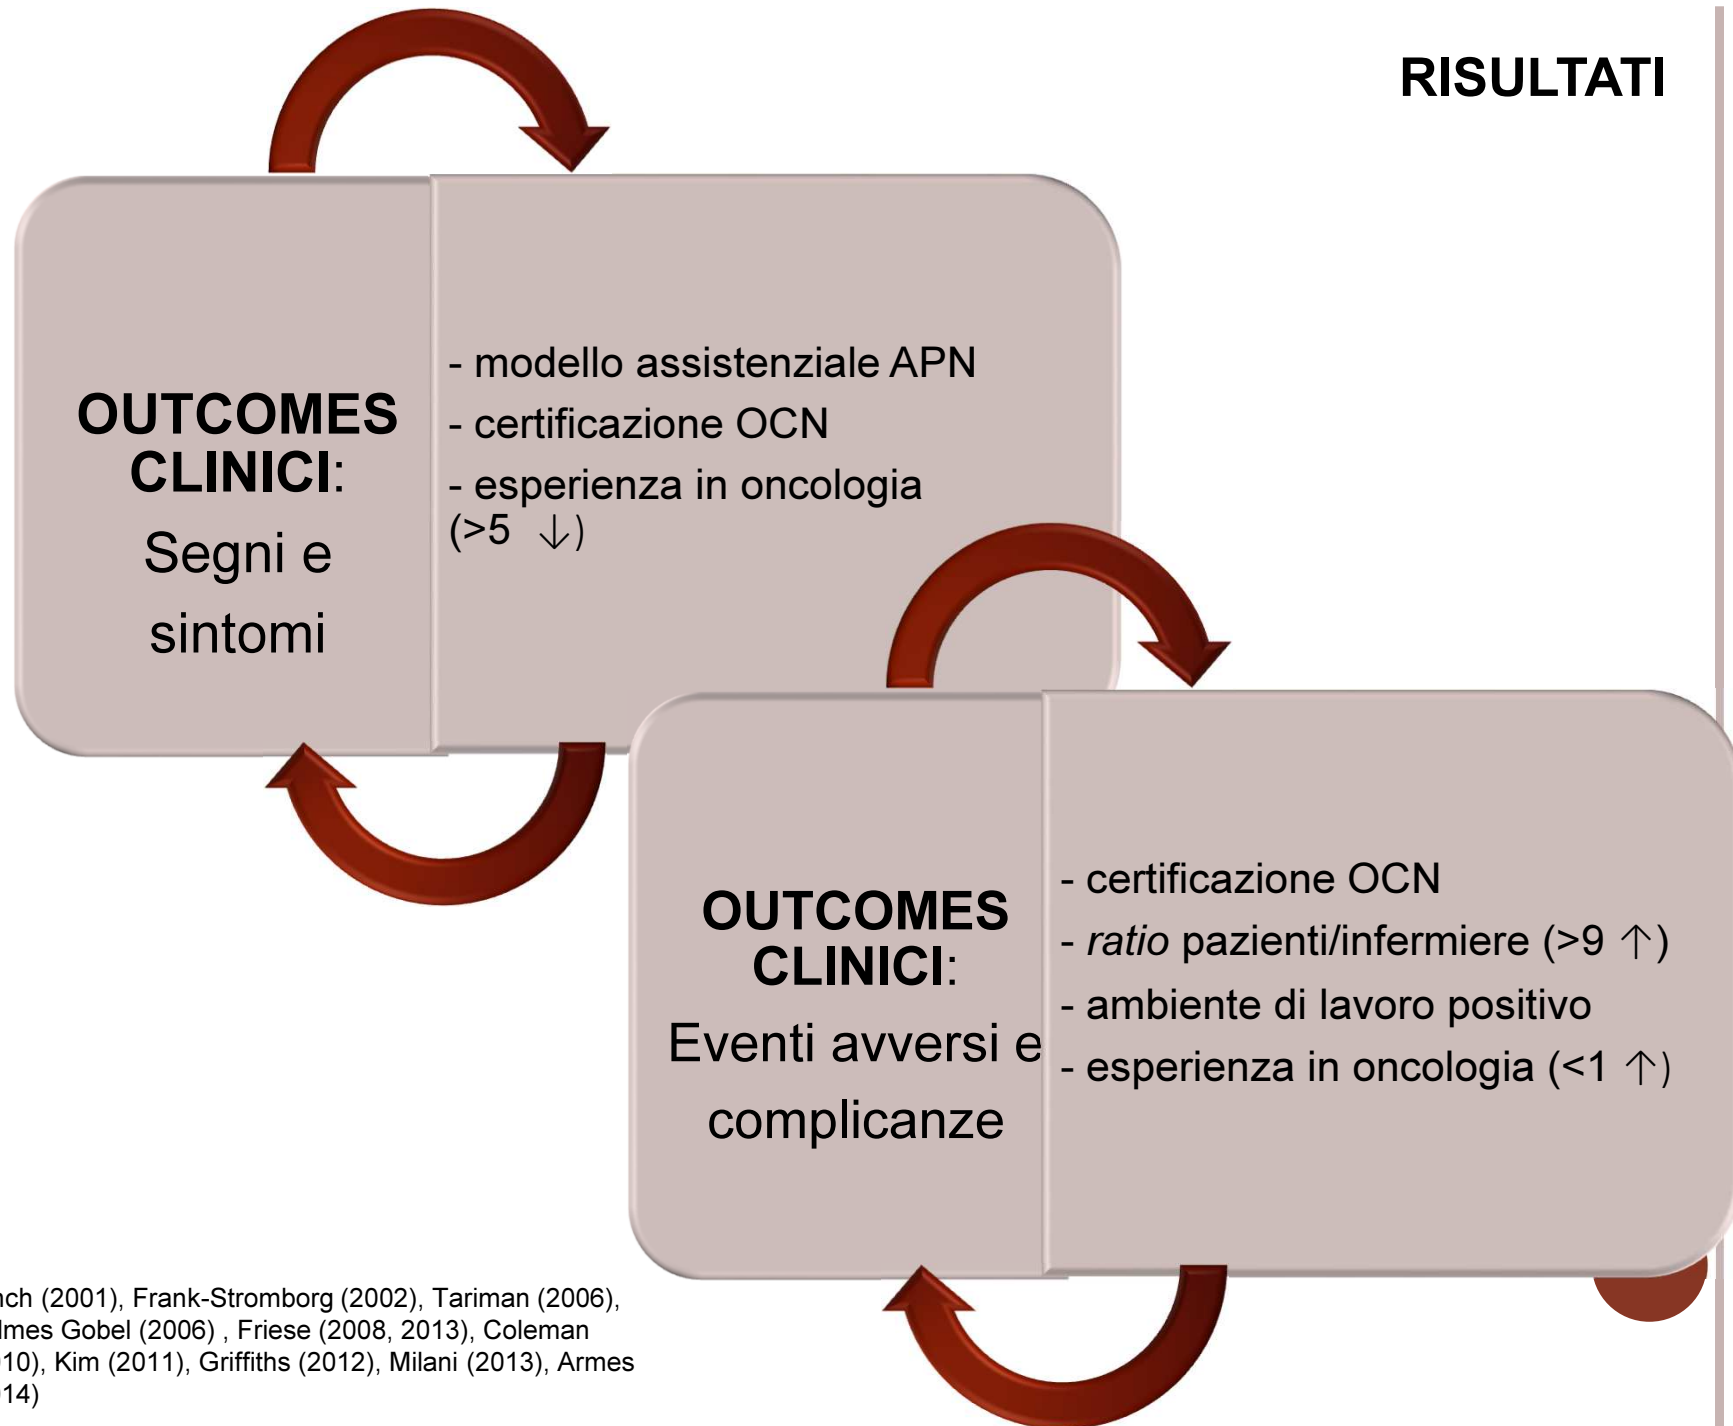 RISULTATI
OUTCOMES
CLINICI:
Segni e
sintomi
- modello assistenziale APN
- certificazione OCN
- esperienza in oncologia
(>5 ↓)
OUTCOMES
CLINICI:
Eventi avversi e
complicanze
- certificazione OCN
- ratio pazienti/infermiere (>9 ↑)
- ambiente di lavoro positivo
- esperienza in oncologia (<1 ↑)
(2001), Frank-Stromborg (2002), Tariman (2006),
Gobel (2006) , Friese (2008, 2013), Coleman
Kim (2011), Griffiths (2012), Milani (2013), Armes